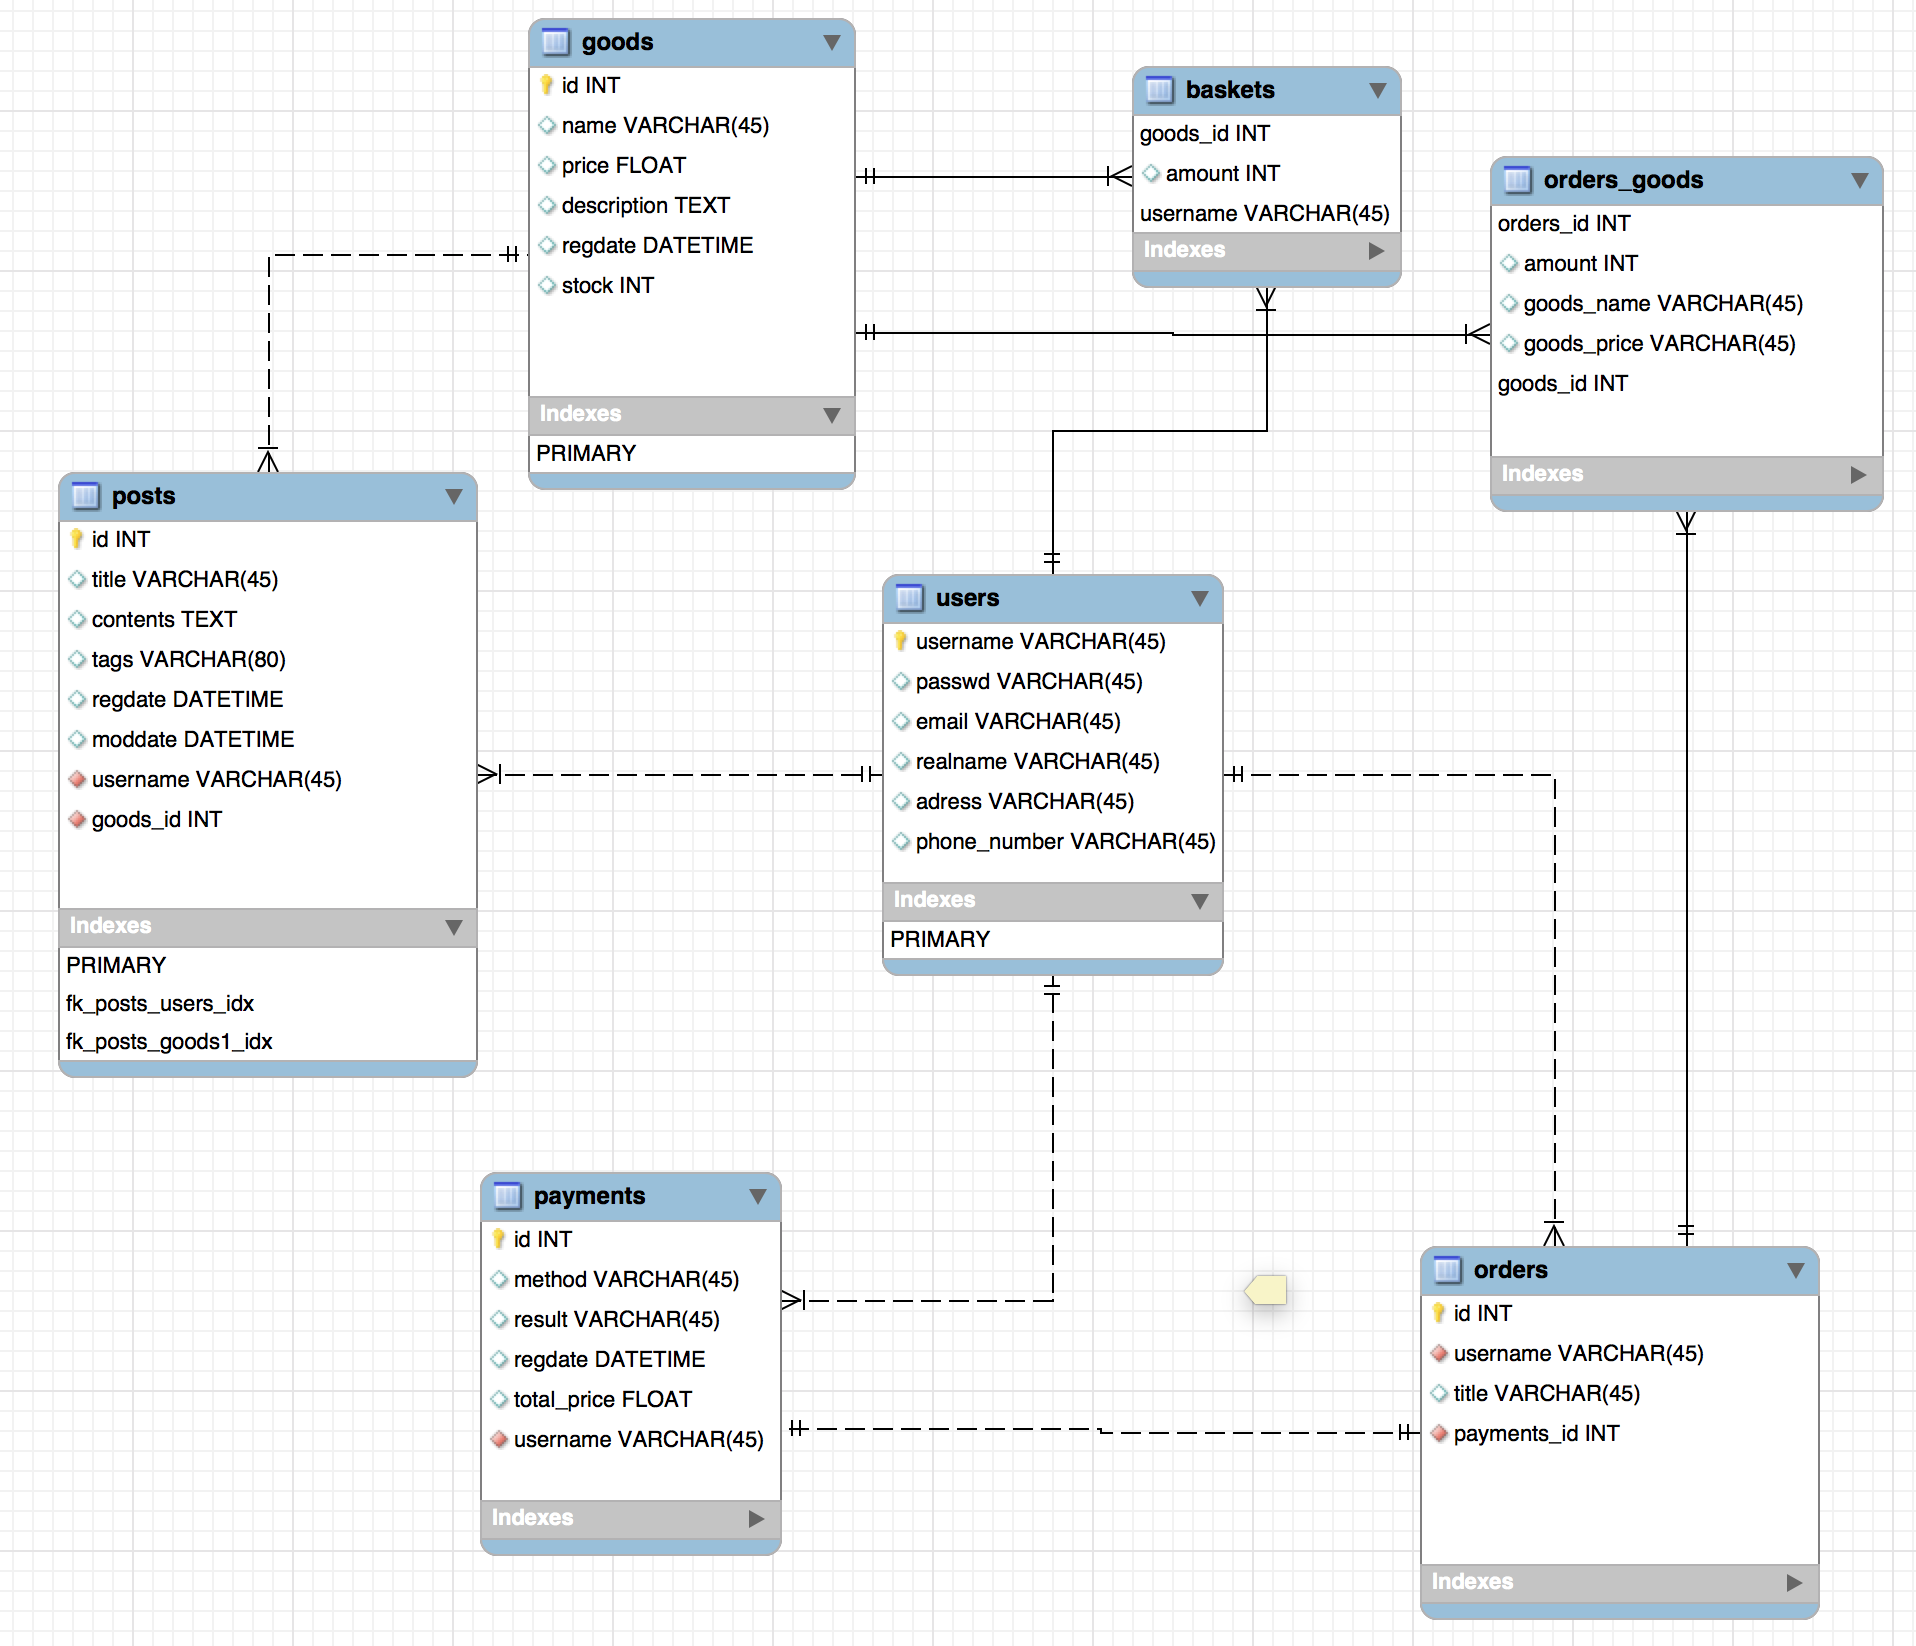 goods
id INT
name VARCHAR(45)
price FLOAT
description TEXT
regdate DATETIME
stock INT
Indexes
PRIMARY
baskets
goods_id INT
amount INT
username VARCHAR(45)
Indexes
orders_goods
orders_id INT
amount INT
goods_name VARCHAR(45)
goods_price VARCHAR(45)
goods_id INT
Indexes
posts
id INT
title VARCHAR(45)
contents TEXT
tags VARCHAR(80)
regdate DATETIME
moddate DATETIME
username VARCHAR(45)
goods_id INT
Indexes
PRIMARY
fk_posts_users_idx
fk_posts_goods1_idx
users
username VARCHAR(45)
passwd VARCHAR(45)
email VARCHAR(45)
realname VARCHAR(45)
adress VARCHAR(45)
phone_number VARCHAR(45)
Indexes
PRIMARY
payments
id INT
method VARCHAR(45)
result VARCHAR(45)
regdate DATETIME
total_price FLOAT
username VARCHAR(45)
Indexes
orders
id INT
username VARCHAR(45)
title VARCHAR(45)
payments_id INT
Indexes